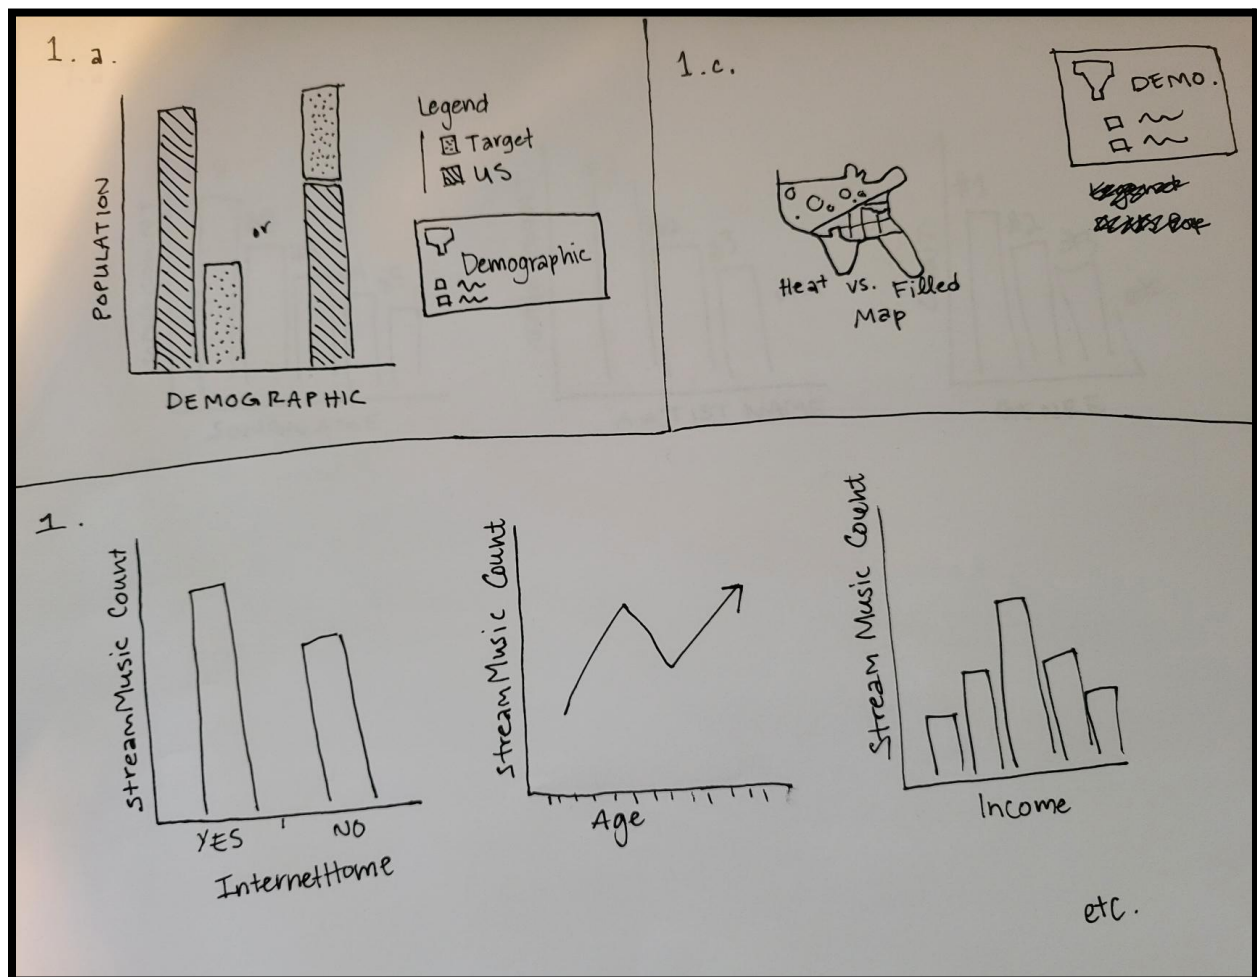 1. a.
POPULATION
or
DEMOGRAPHIC
Legend
Target
US
Demographic
1.c.
DEMO.
Heat vs. Filled
Map
1.
StreamMusic Count
YES
NO
InternetHome
StreamMusic Count
Age
Stream Music Count
Income
etc.